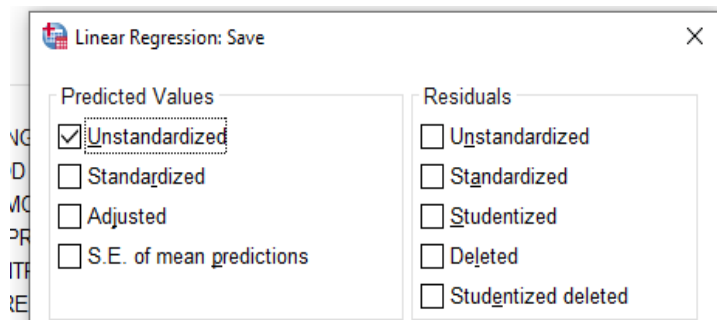 Linear Regression: Save
Predicted Values
Unstandardized
Standardized
Adjusted
S.E. of mean predictions
Residuals
Unstandardized
Standardized
Studentized
Deleted
Studentized deleted